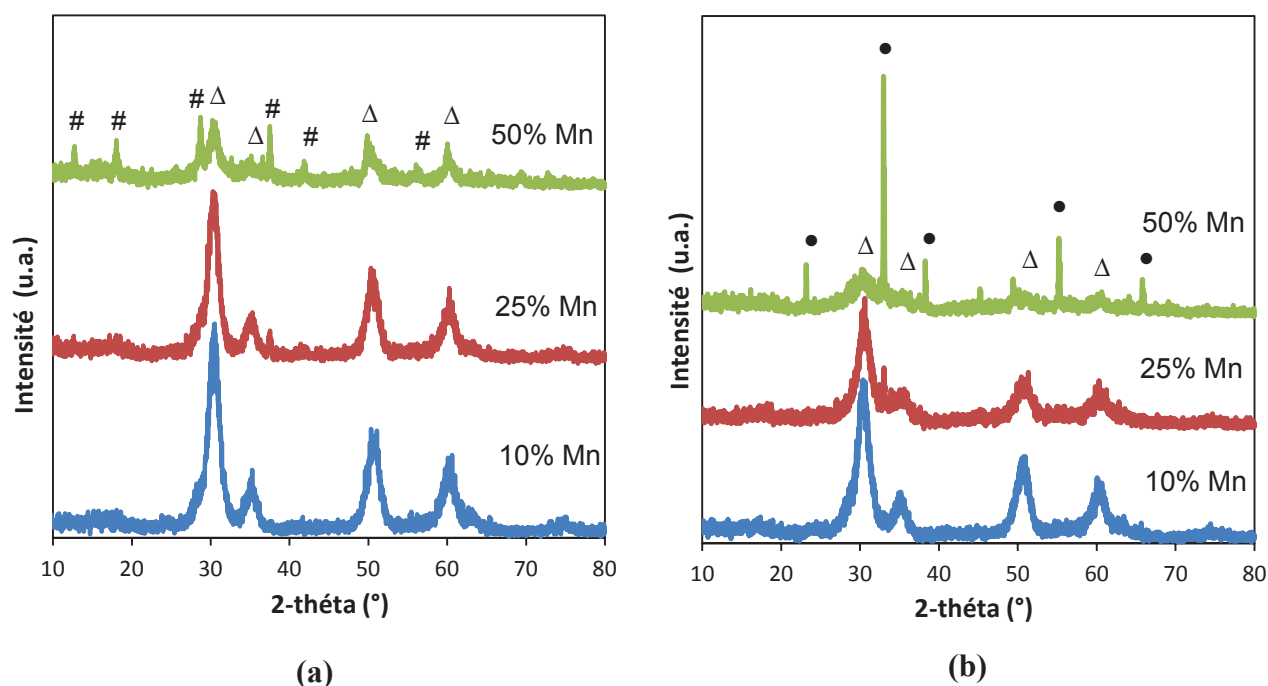 # # # Δ Δ # # Δ # Δ
50% Mn
25% Mn
10% Mn
Intensité (u.a.)
10 20 30 40 50 60 70 80
2-théta (°)
(a)
● ● Δ Δ ● Δ ● Δ ●
50% Mn
25% Mn
10% Mn
Intensité (u.a.)
10 20 30 40 50 60 70 80
2-théta (°)
(b)